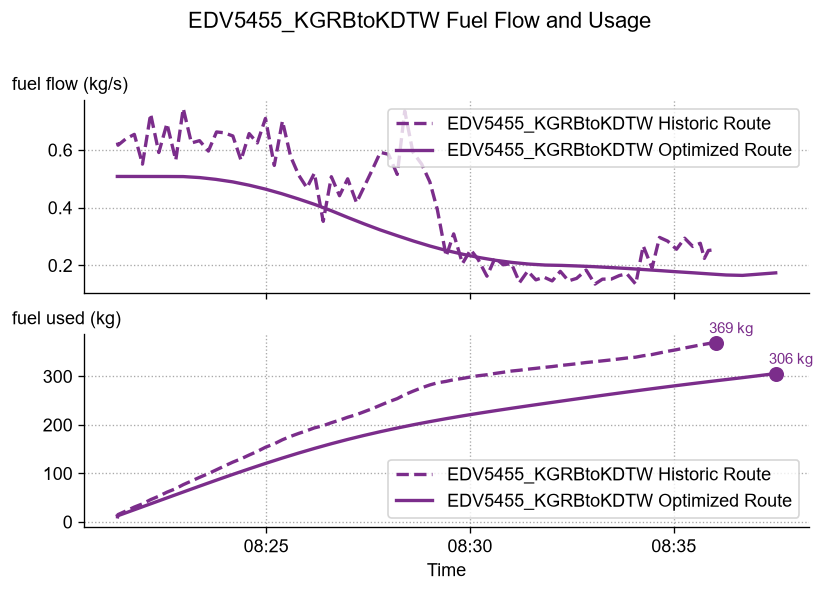 EDV5455_KGRBtoKDTW Fuel Flow and Usage
fuel flow (kg/s)
EDV5455_KGRBtoKDTW Historic Route
EDV5455_KGRBtoKDTW Optimized Route
0.6
0.4
0.2
fuel used (kg)
369 kg
306 kg
300
200
100
0
EDV5455_KGRBtoKDTW Historic Route
EDV5455_KGRBtoKDTW Optimized Route
08:25 08:30 08:35
Time